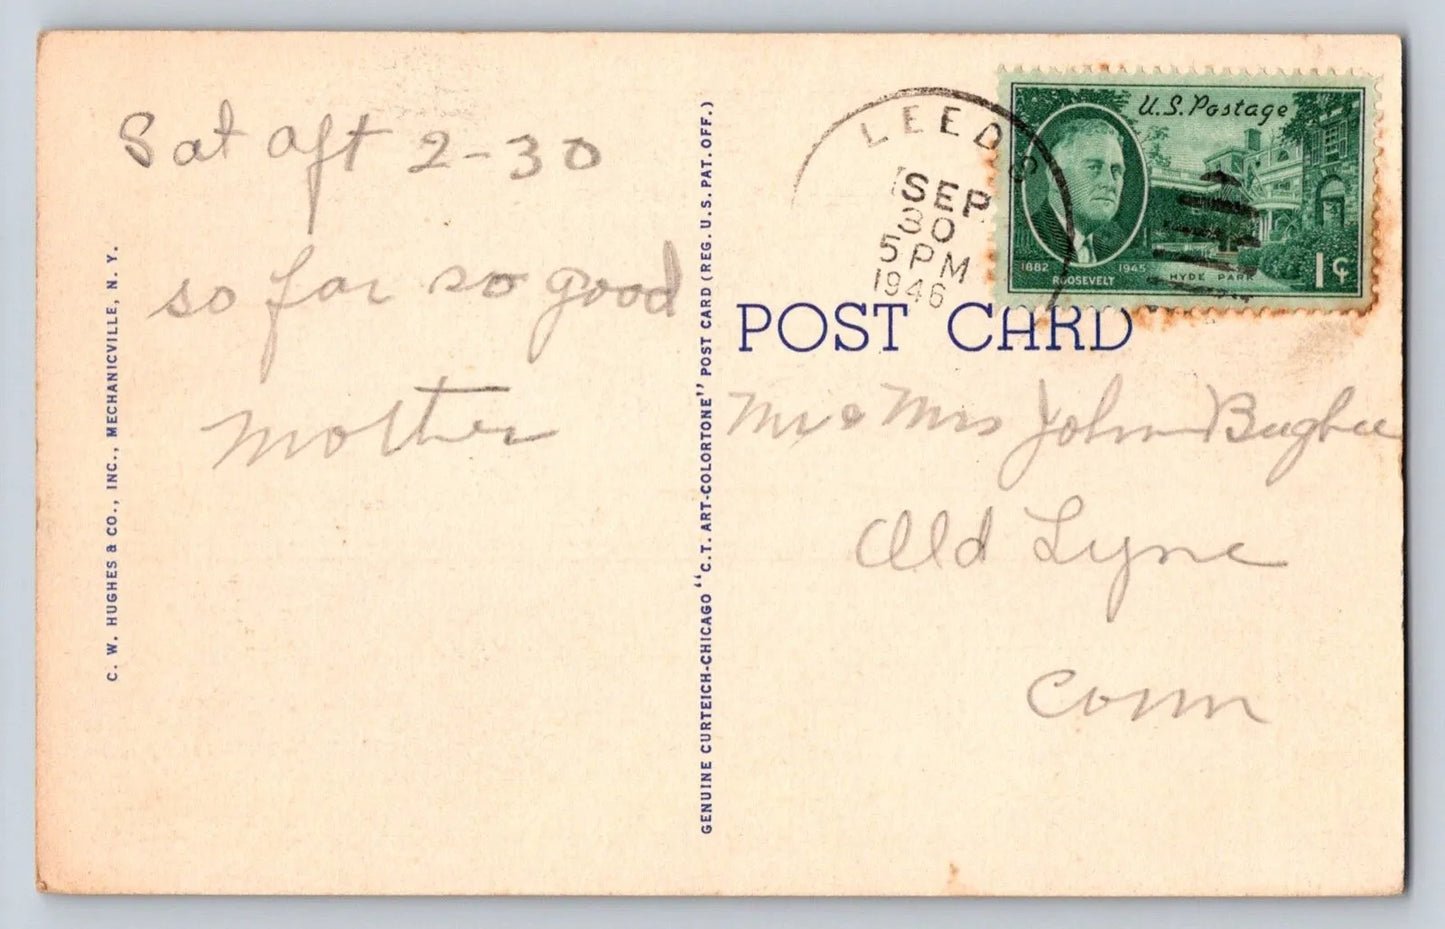 Sat aft 2-30
so far so good
Mother
C. W. HUGHES & CO., INC., MECHANICVILLE, N. Y.
GENUINE CURTEICH-CHICAGO "C.T. ART-COLORTONE" POST CARD (REG. U.S. PAT. OFF.)
LEEDS
SEP
30
5 PM
1946
U.S. Postage
1882 1945
ROOSEVELT
HYDE PARK
1¢
POST CARD
Mr & Mrs John Bugbee
Old Lyme
Conn